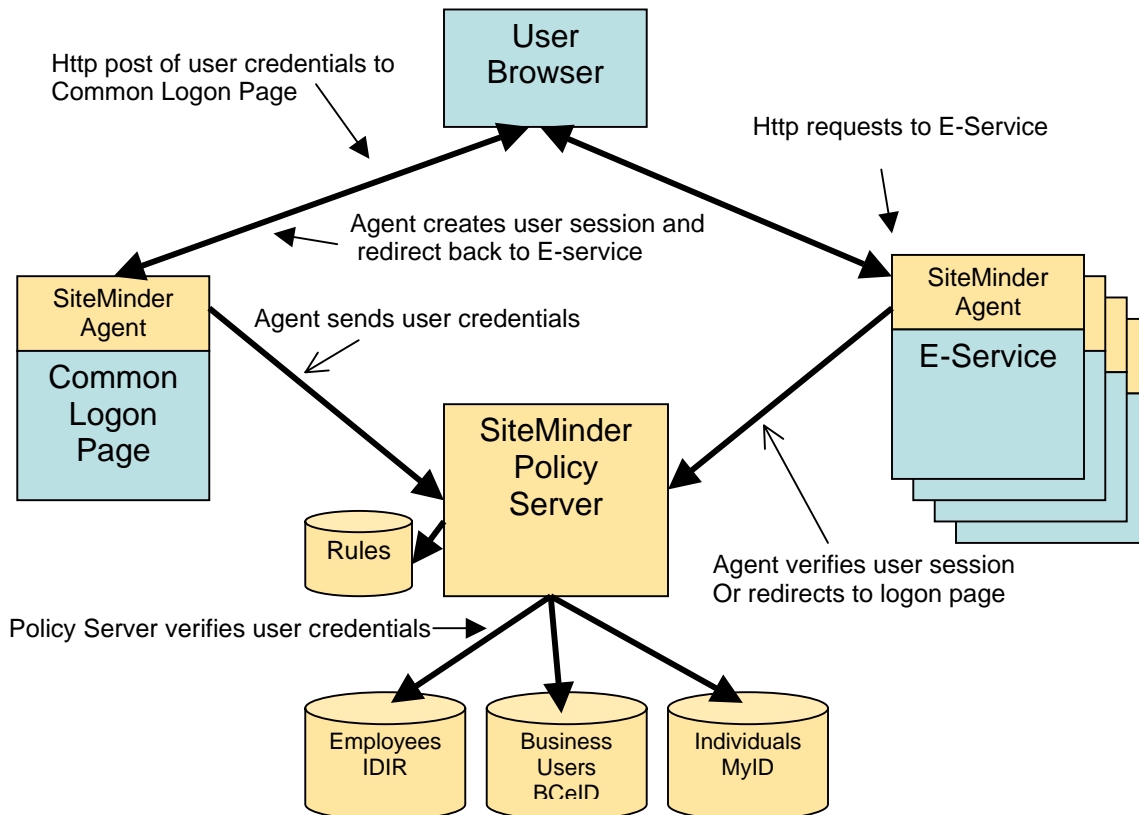 User
Browser
Http post of user credentials to
Common Logon Page
Http requests to E-Service
Agent creates user session and
redirect back to E-service
SiteMinder
Agent
Common
Logon
Page
Agent sends user credentials
SiteMinder
Agent
E-Service
SiteMinder
Policy
Server
Rules
Agent verifies user session
Or redirects to logon page
Policy Server verifies user credentials
Employees
IDIR
Business
Users
BCeID
Individuals
MyID